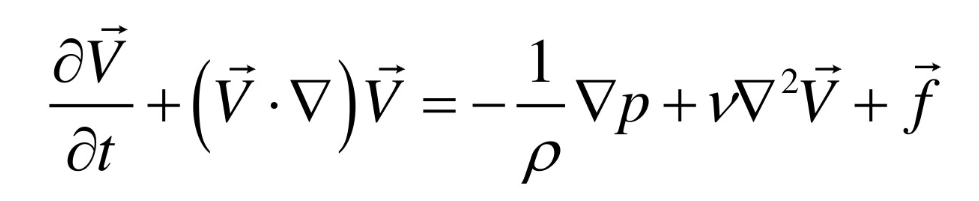 ∂V⃗/∂t + (V⃗ · ∇)V⃗ = −(1/ρ)∇p + ν∇²V⃗ + f⃗